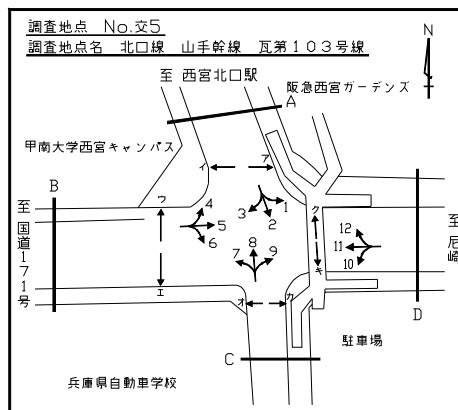 調査地点 No.交5
調査地点名 北口線 山手幹線 瓦第103号線
N
至 西宮北口駅
阪急西宮ガーデンズ
A
甲南大学西宮キャンパス
イ
ア
B
ウ
4
5
6
3
2
1
ク
12
11
10
至 国道171号
至 尼崎
7
8
9
キ
エ
オ
カ
D
駐車場
C
兵庫県自動車学校